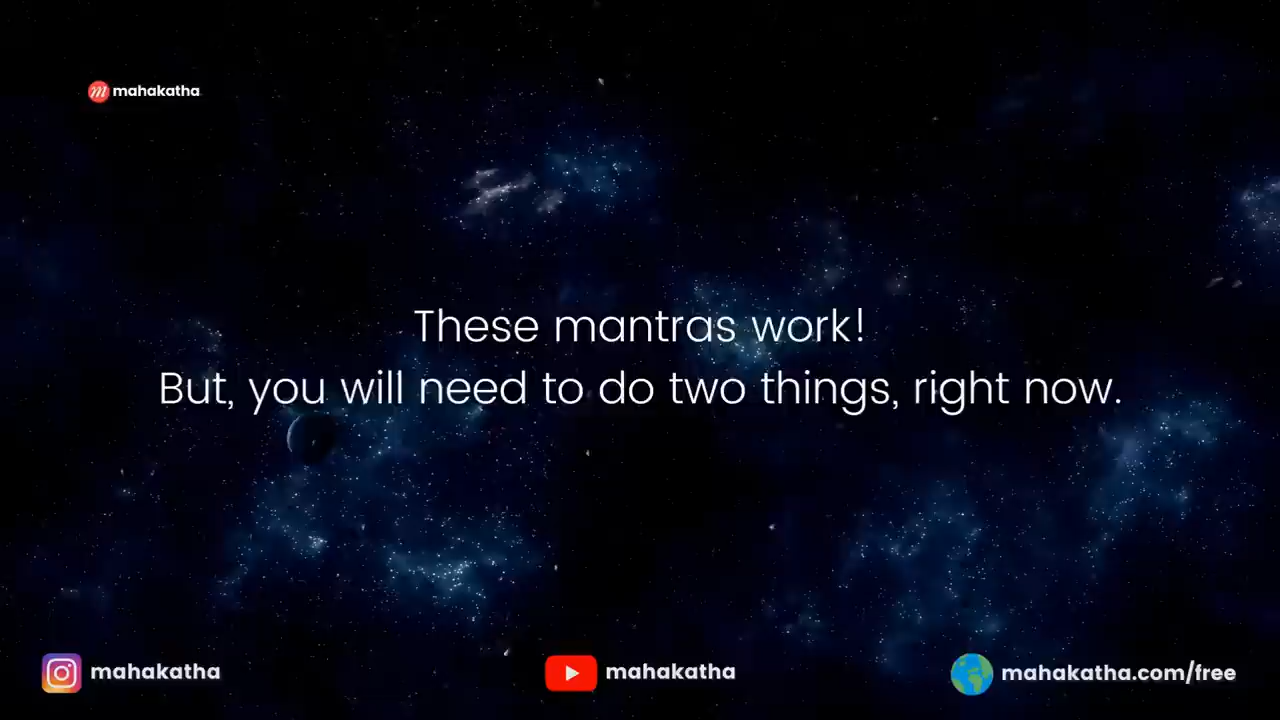 mahakatha
These mantras work!
But, you will need to do two things, right now.
mahakatha
mahakatha
mahakatha.com/free